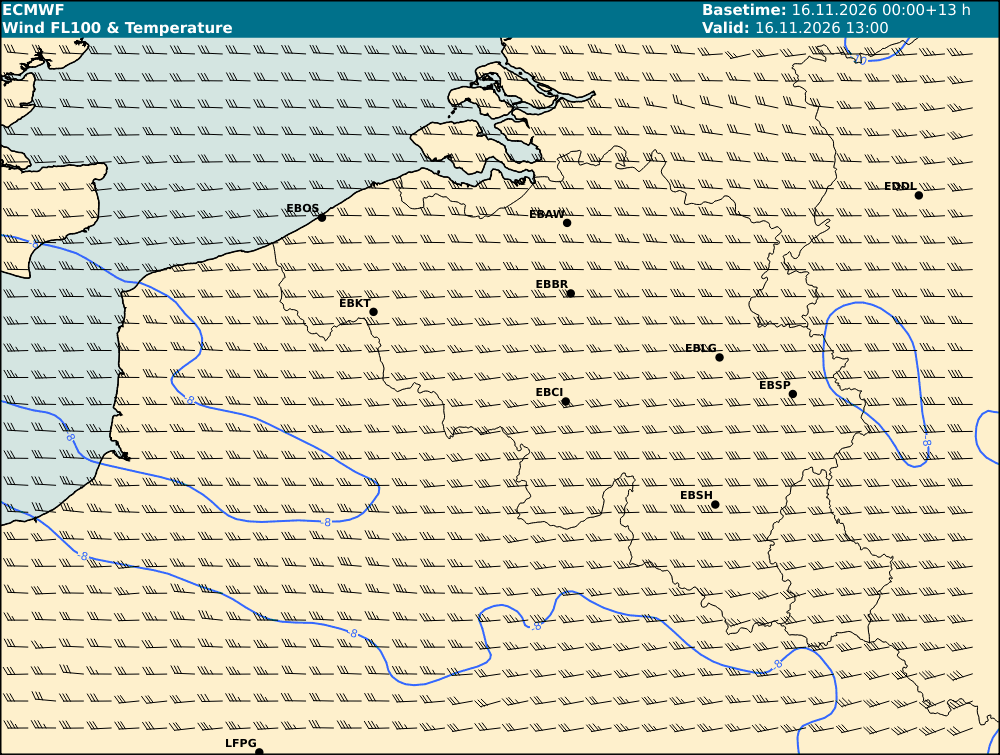 ECMWF
Wind FL100 & Temperature
Basetime: 16.11.2026 00:00+13 h
Valid: 16.11.2026 13:00
EDDL
EBOS
EBAW
-8
EBBR
EBKT
EBLG
EBSP
EBCI
-8
-8
-8
EBSH
-8
-8
-8
-8
-8
LFPG